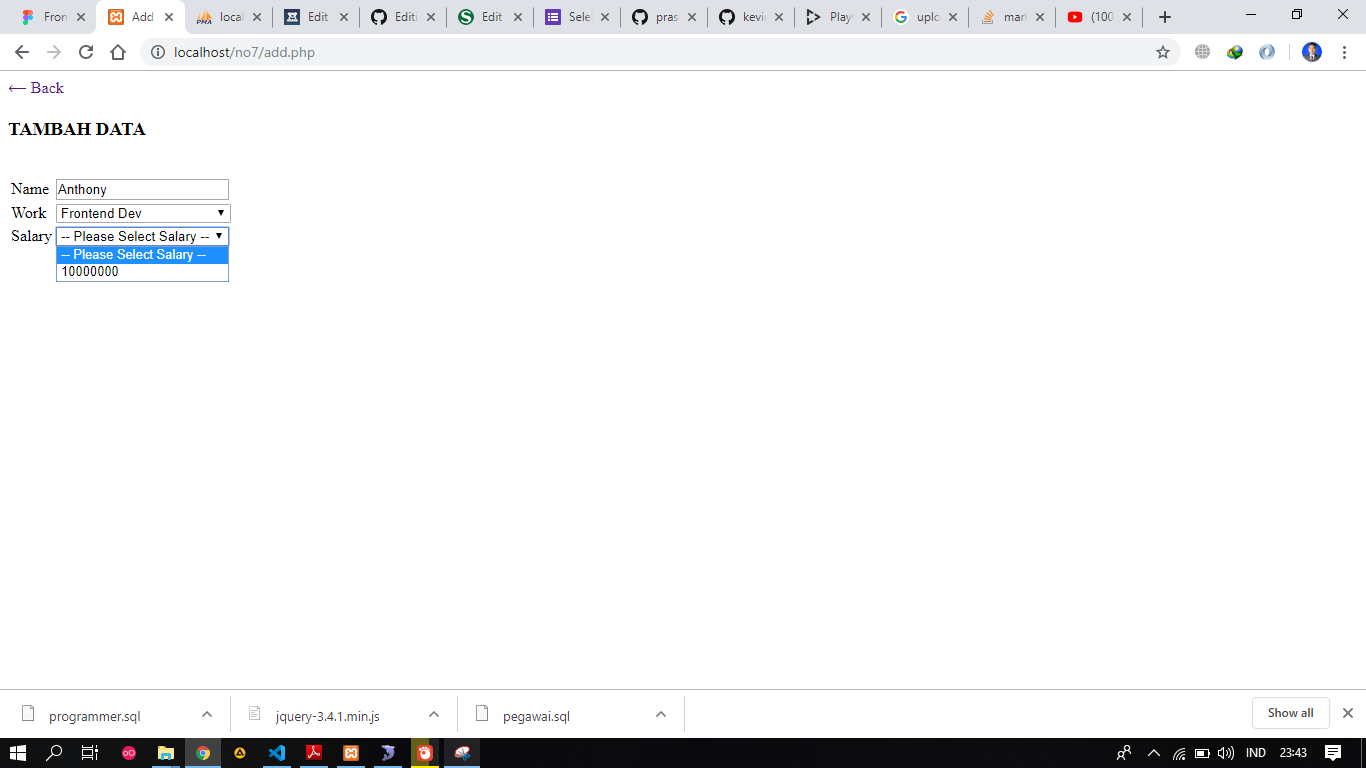 Fron
Add
local
Edit
Editi
Edit
Sele
pras
kevin
Play
uplo
mark
(100
localhost/no7/add.php
← Back
TAMBAH DATA
Name Anthony
Work Frontend Dev
Salary -- Please Select Salary --
-- Please Select Salary --
10000000
programmer.sql
jquery-3.4.1.min.js
pegawai.sql
Show all
IND
23:43